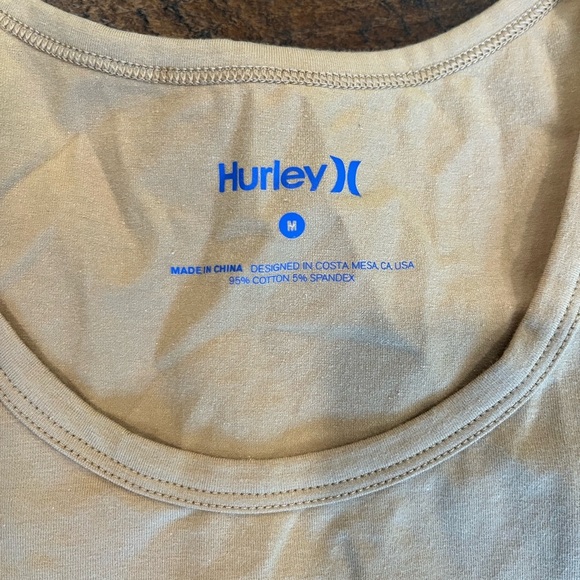 Hurley
M
MADE IN CHINA DESIGNED IN COSTA MESA, CA, USA
95% COTTON 5% SPANDEX